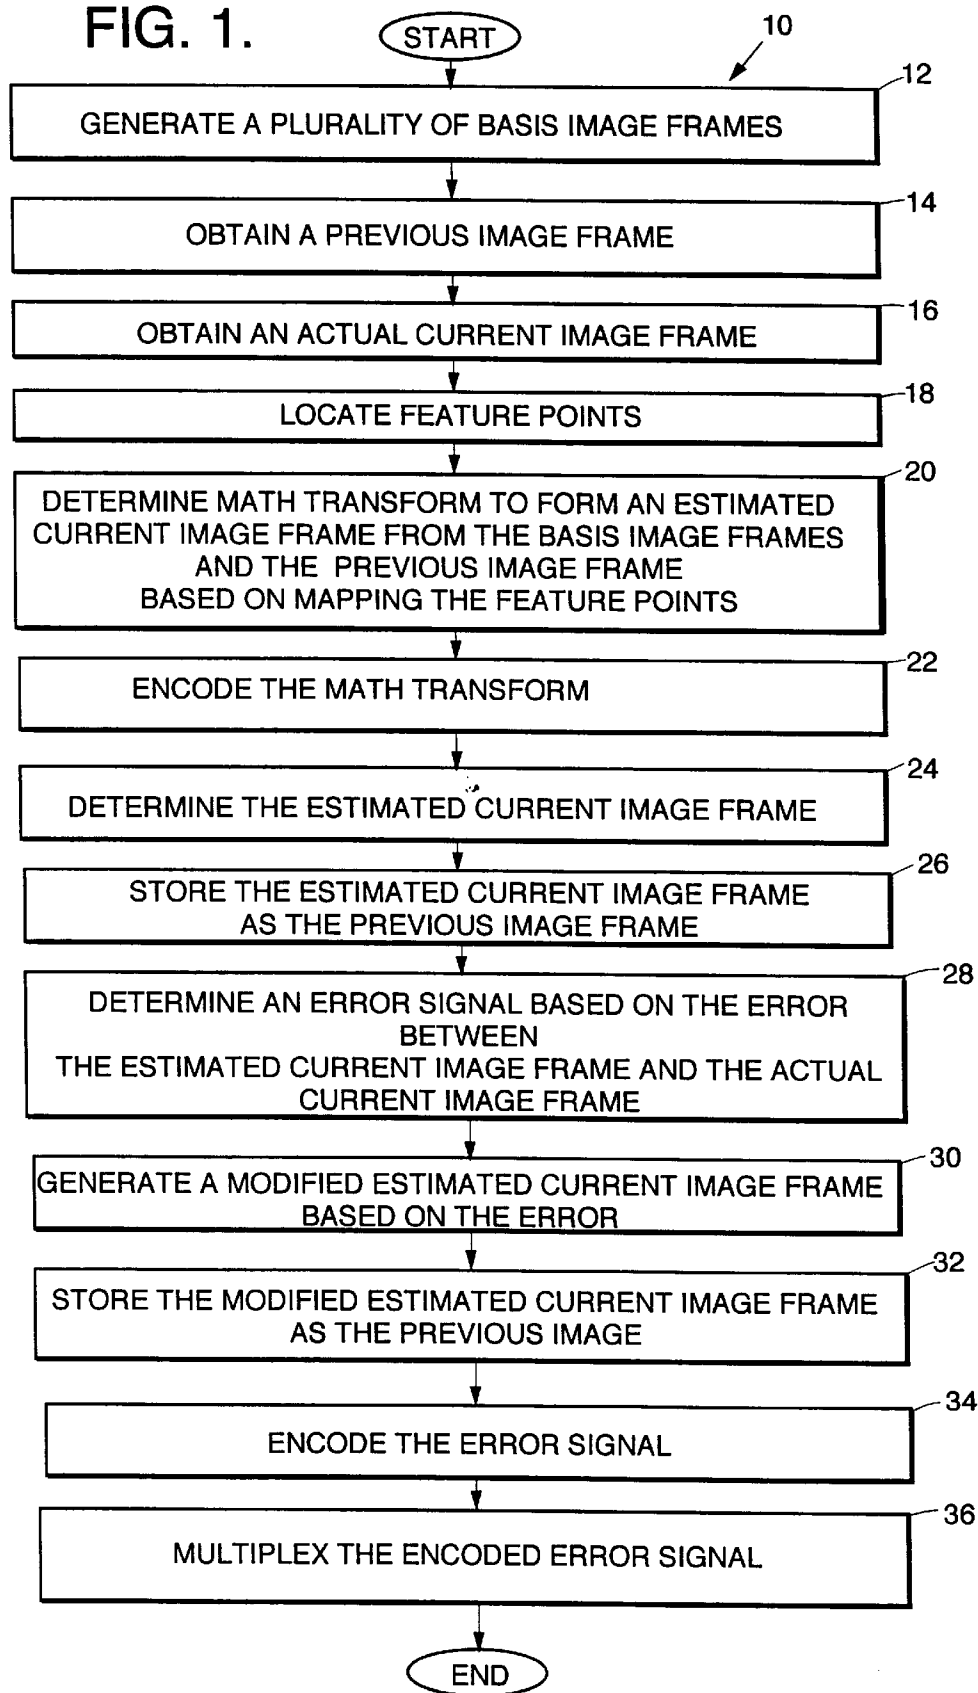 FIG. 1.
START
10
12
GENERATE A PLURALITY OF BASIS IMAGE FRAMES
14
OBTAIN A PREVIOUS IMAGE FRAME
16
OBTAIN AN ACTUAL CURRENT IMAGE FRAME
18
LOCATE FEATURE POINTS
20
DETERMINE MATH TRANSFORM TO FORM AN ESTIMATED
CURRENT IMAGE FRAME FROM THE BASIS IMAGE FRAMES
AND THE PREVIOUS IMAGE FRAME
BASED ON MAPPING THE FEATURE POINTS
22
ENCODE THE MATH TRANSFORM
24
DETERMINE THE ESTIMATED CURRENT IMAGE FRAME
26
STORE THE ESTIMATED CURRENT IMAGE FRAME
AS THE PREVIOUS IMAGE FRAME
28
DETERMINE AN ERROR SIGNAL BASED ON THE ERROR
BETWEEN
THE ESTIMATED CURRENT IMAGE FRAME AND THE ACTUAL
CURRENT IMAGE FRAME
30
GENERATE A MODIFIED ESTIMATED CURRENT IMAGE FRAME
BASED ON THE ERROR
32
STORE THE MODIFIED ESTIMATED CURRENT IMAGE FRAME
AS THE PREVIOUS IMAGE
34
ENCODE THE ERROR SIGNAL
36
MULTIPLEX THE ENCODED ERROR SIGNAL
END